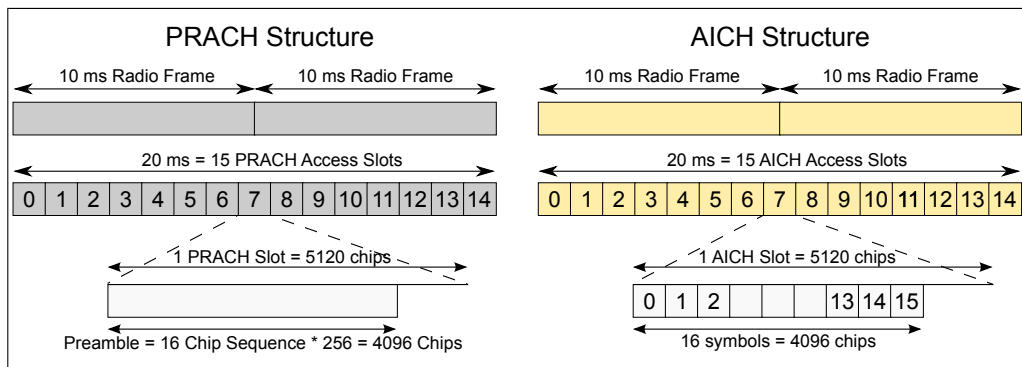 PRACH Structure
10 ms Radio Frame 10 ms Radio Frame
20 ms = 15 PRACH Access Slots
0 1 2 3 4 5 6 7 8 9 10 11 12 13 14
1 PRACH Slot = 5120 chips
Preamble = 16 Chip Sequence * 256 = 4096 Chips
AICH Structure
10 ms Radio Frame 10 ms Radio Frame
20 ms = 15 AICH Access Slots
0 1 2 3 4 5 6 7 8 9 10 11 12 13 14
1 AICH Slot = 5120 chips
0 1 2 13 14 15
16 symbols = 4096 chips